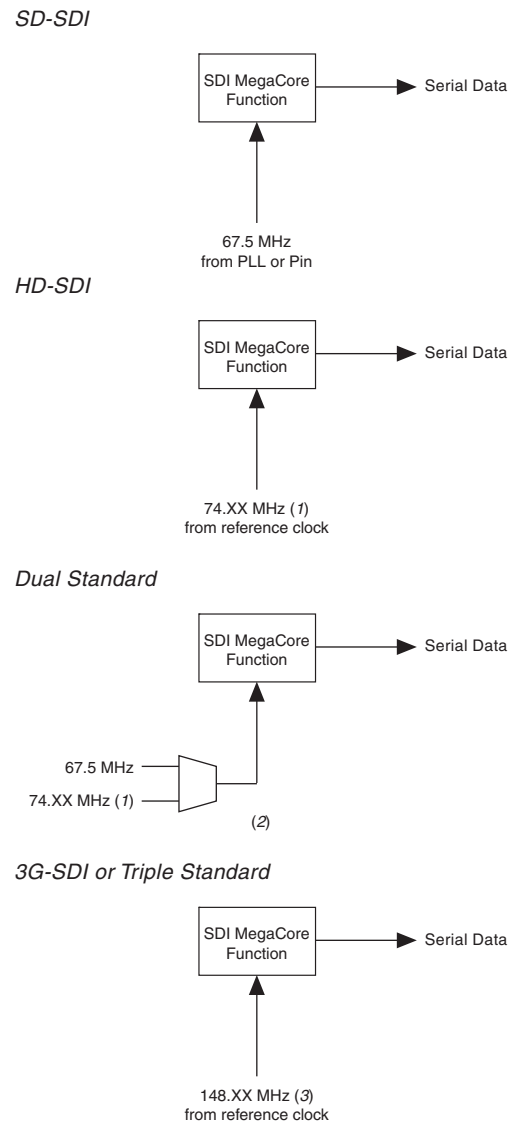 SD-SDI
SDI MegaCore
Function
Serial Data
67.5 MHz
from PLL or Pin
HD-SDI
SDI MegaCore
Function
Serial Data
74.XX MHz (1)
from reference clock
Dual Standard
SDI MegaCore
Function
Serial Data
67.5 MHz
74.XX MHz (1)
(2)
3G-SDI or Triple Standard
SDI MegaCore
Function
Serial Data
148.XX MHz (3)
from reference clock